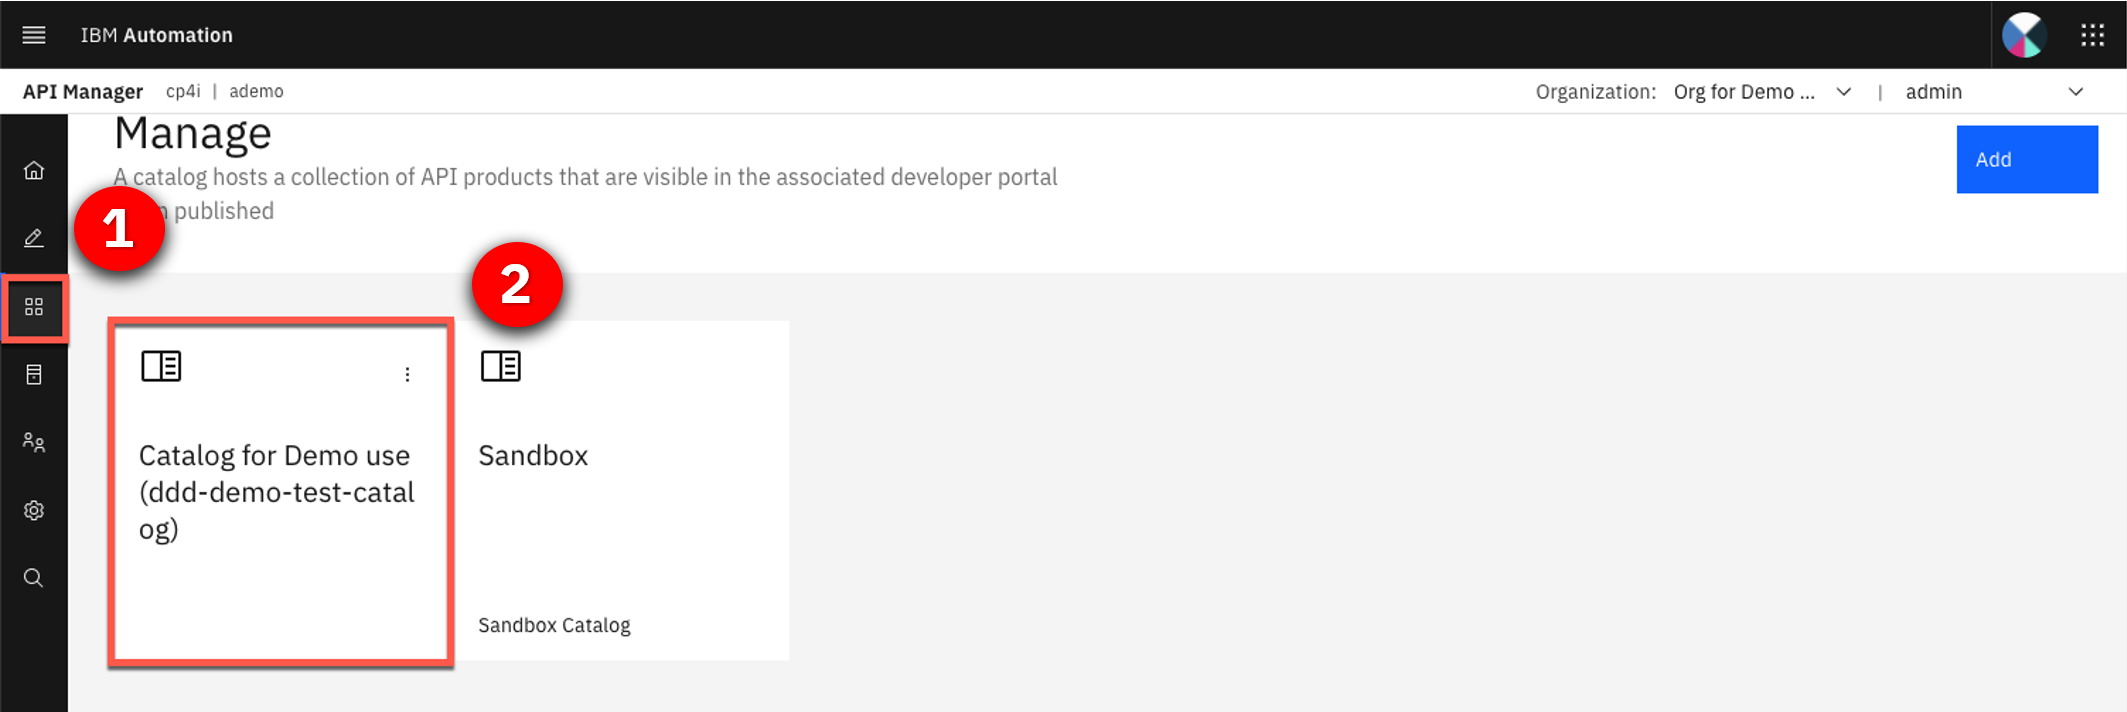 IBM Automation
API Manager cp4i | ademo
Organization: Org for Demo ... | admin
Manage
Add
A catalog hosts a collection of API products that are visible in the associated developer portal
published
1
2
Catalog for Demo use
(ddd-demo-test-catal
og)
Sandbox
Sandbox Catalog